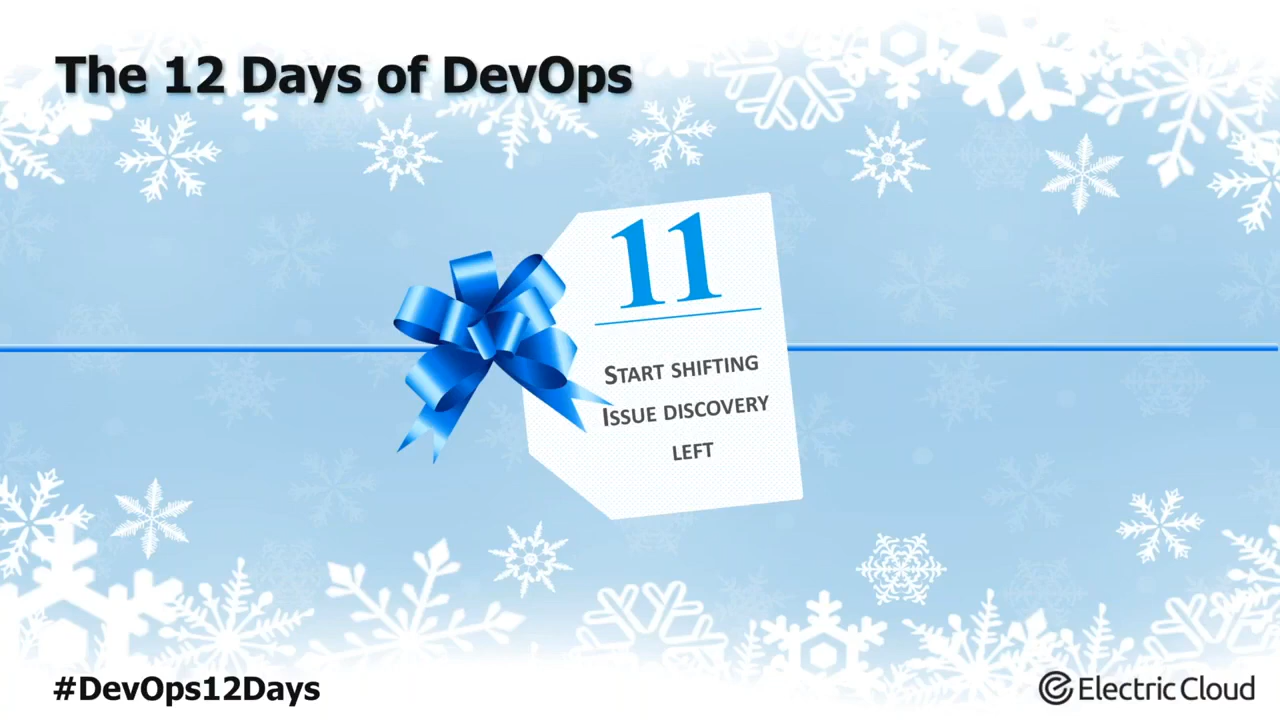 The 12 Days of DevOps
11
Start shifting
Issue discovery
left
#DevOps12Days
Electric Cloud